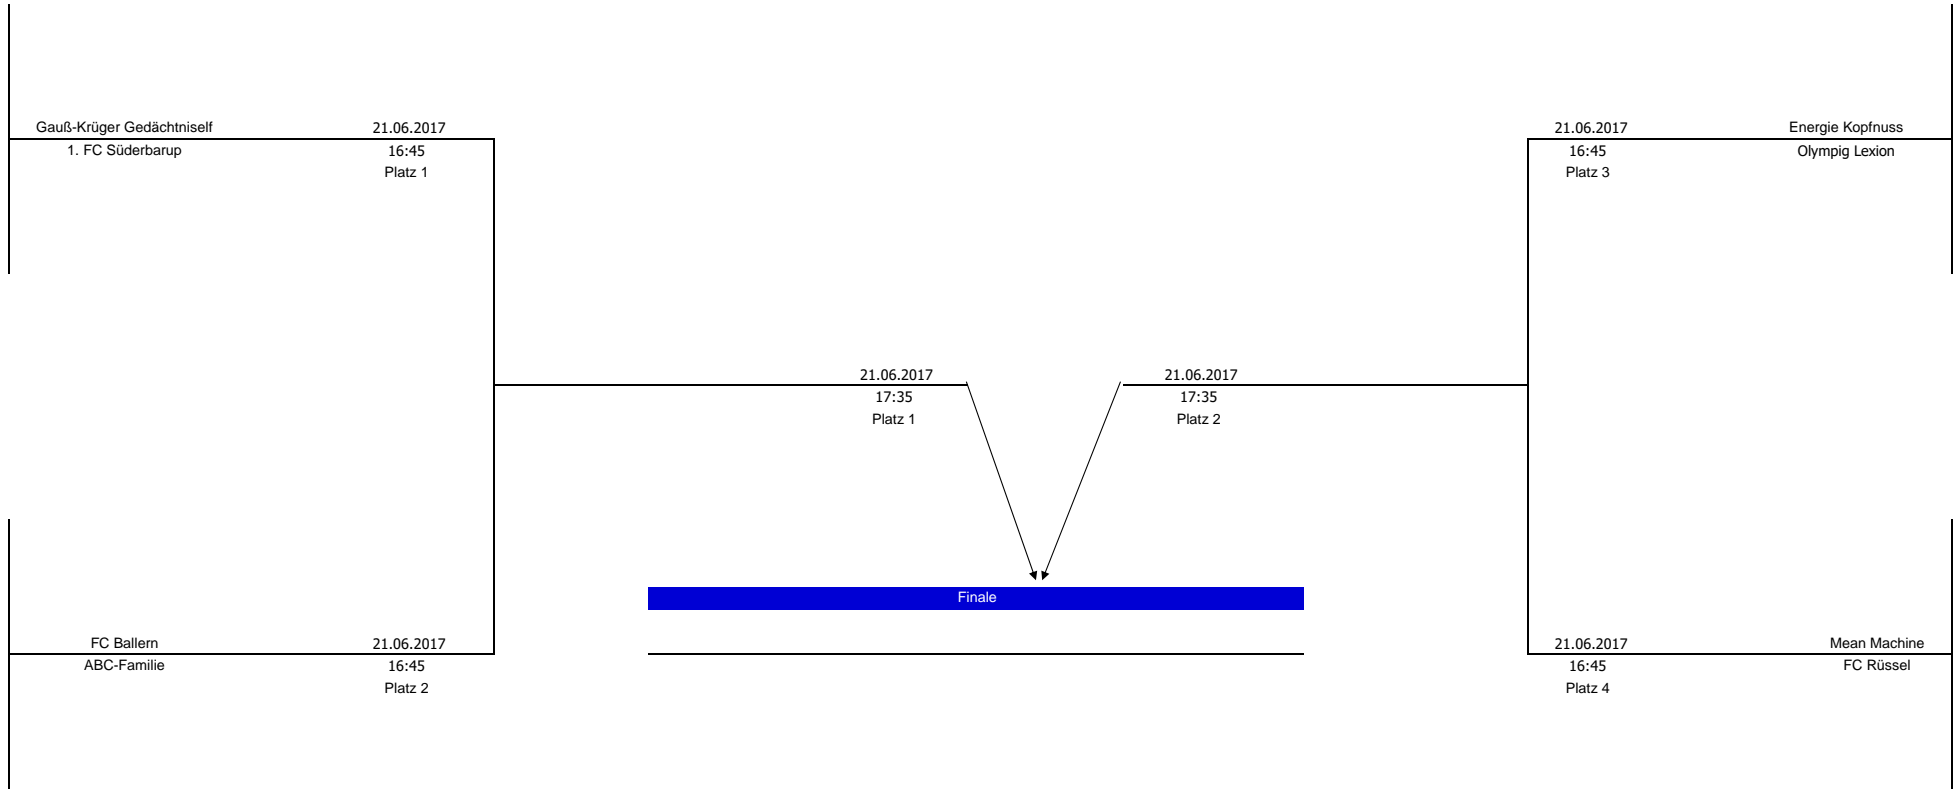 Gauß-Krüger Gedächtniself
21.06.2017
1. FC Süderbarup
16:45
Platz 1
21.06.2017
Energie Kopfnuss
16:45
Olympig Lexion
Platz 3
21.06.2017
17:35
Platz 1
21.06.2017
17:35
Platz 2
Finale
FC Ballern
21.06.2017
ABC-Familie
16:45
Platz 2
21.06.2017
Mean Machine
16:45
FC Rüssel
Platz 4